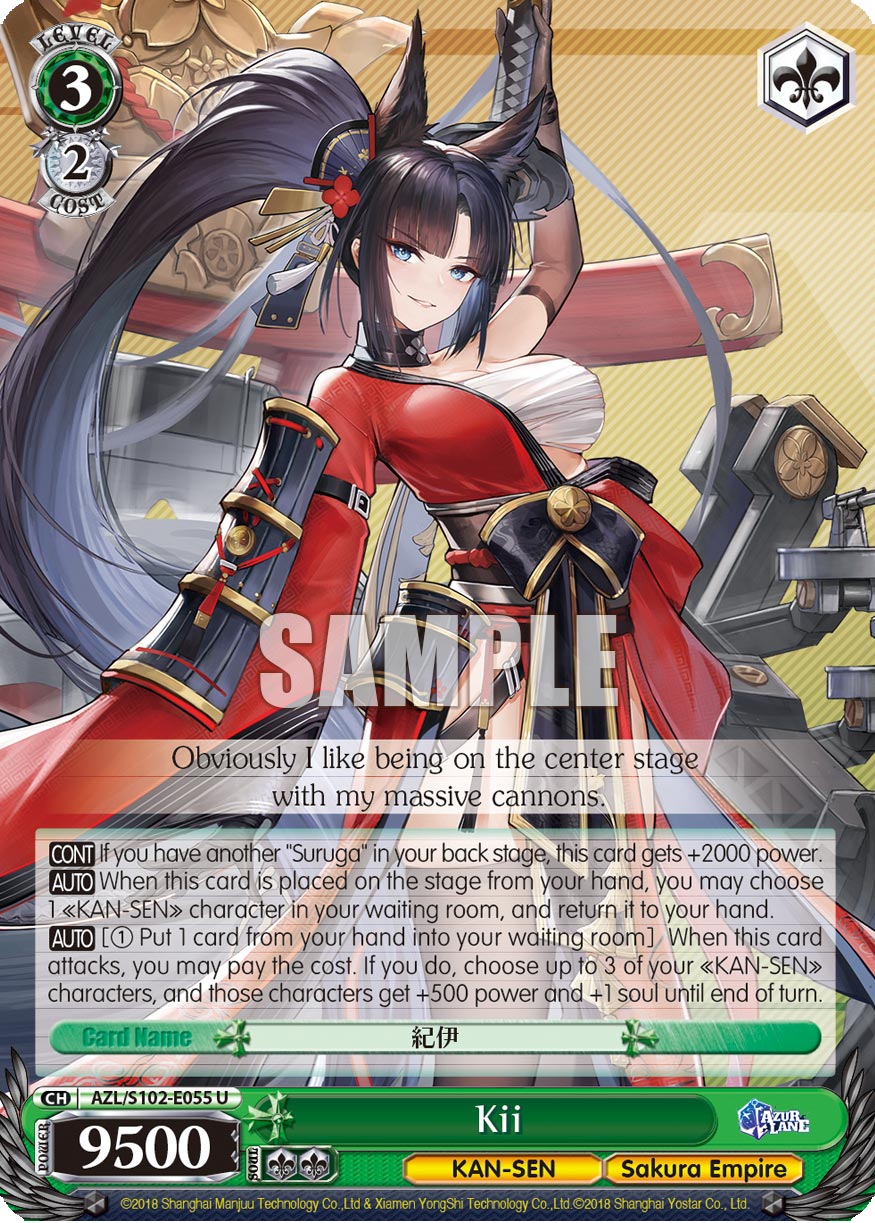 LEVEL
3
2
COST
SAMPLE
Obviously I like being on the center stage
with my massive cannons.
CONT If you have another "Suruga" in your back stage, this card gets +2000 power.
AUTO When this card is placed on the stage from your hand, you may choose
1 «KAN-SEN» character in your waiting room, and return it to your hand.
AUTO [① Put 1 card from your hand into your waiting room] When this card
attacks, you may pay the cost. If you do, choose up to 3 of your «KAN-SEN»
characters, and those characters get +500 power and +1 soul until end of turn.
Card Name 紀伊
CH AZL/S102-E055 U
Kii
AZUR LANE
POWER 9500 SOUL
KAN-SEN Sakura Empire
©2018 Shanghai Manjuu Technology Co.,Ltd & Xiamen YongShi Technology Co.,Ltd.©2018 Shanghai Yostar Co., Ltd.